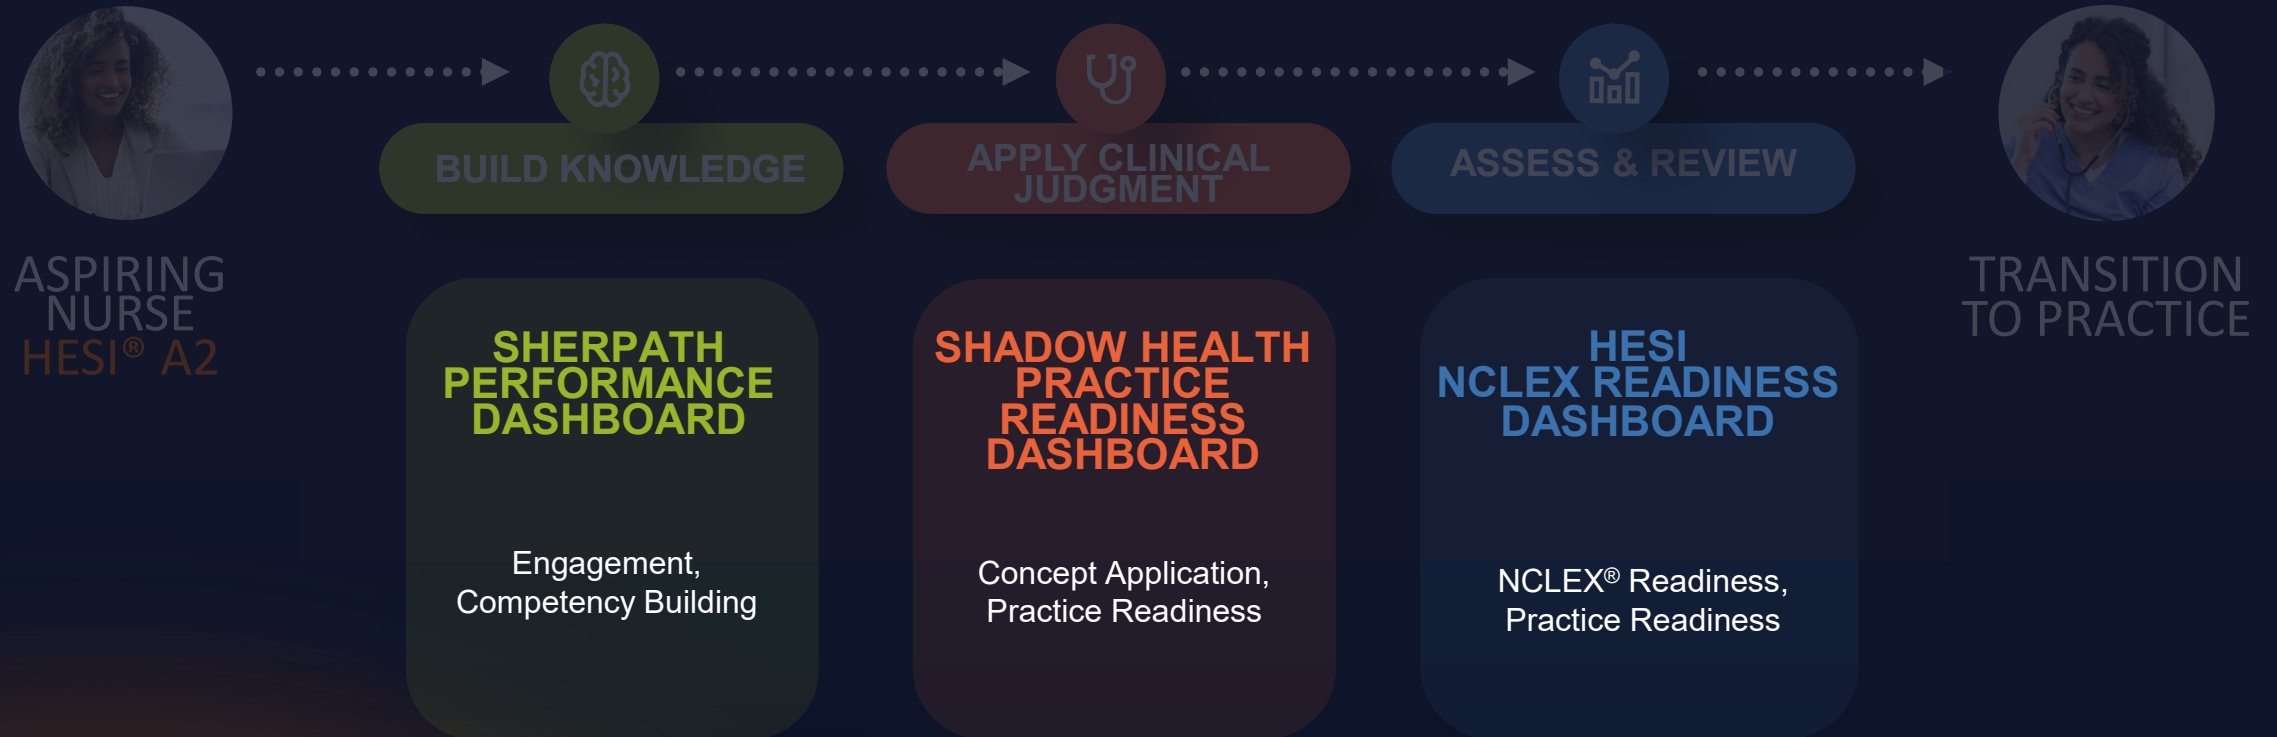 ASPIRING
NURSE
HESI® A2
BUILD KNOWLEDGE
APPLY CLINICAL
JUDGMENT
ASSESS & REVIEW
TRANSITION
TO PRACTICE
SHERPATH
PERFORMANCE
DASHBOARD
Engagement,
Competency Building
SHADOW HEALTH
PRACTICE
READINESS
DASHBOARD
Concept Application,
Practice Readiness
HESI
NCLEX READINESS
DASHBOARD
NCLEX® Readiness,
Practice Readiness